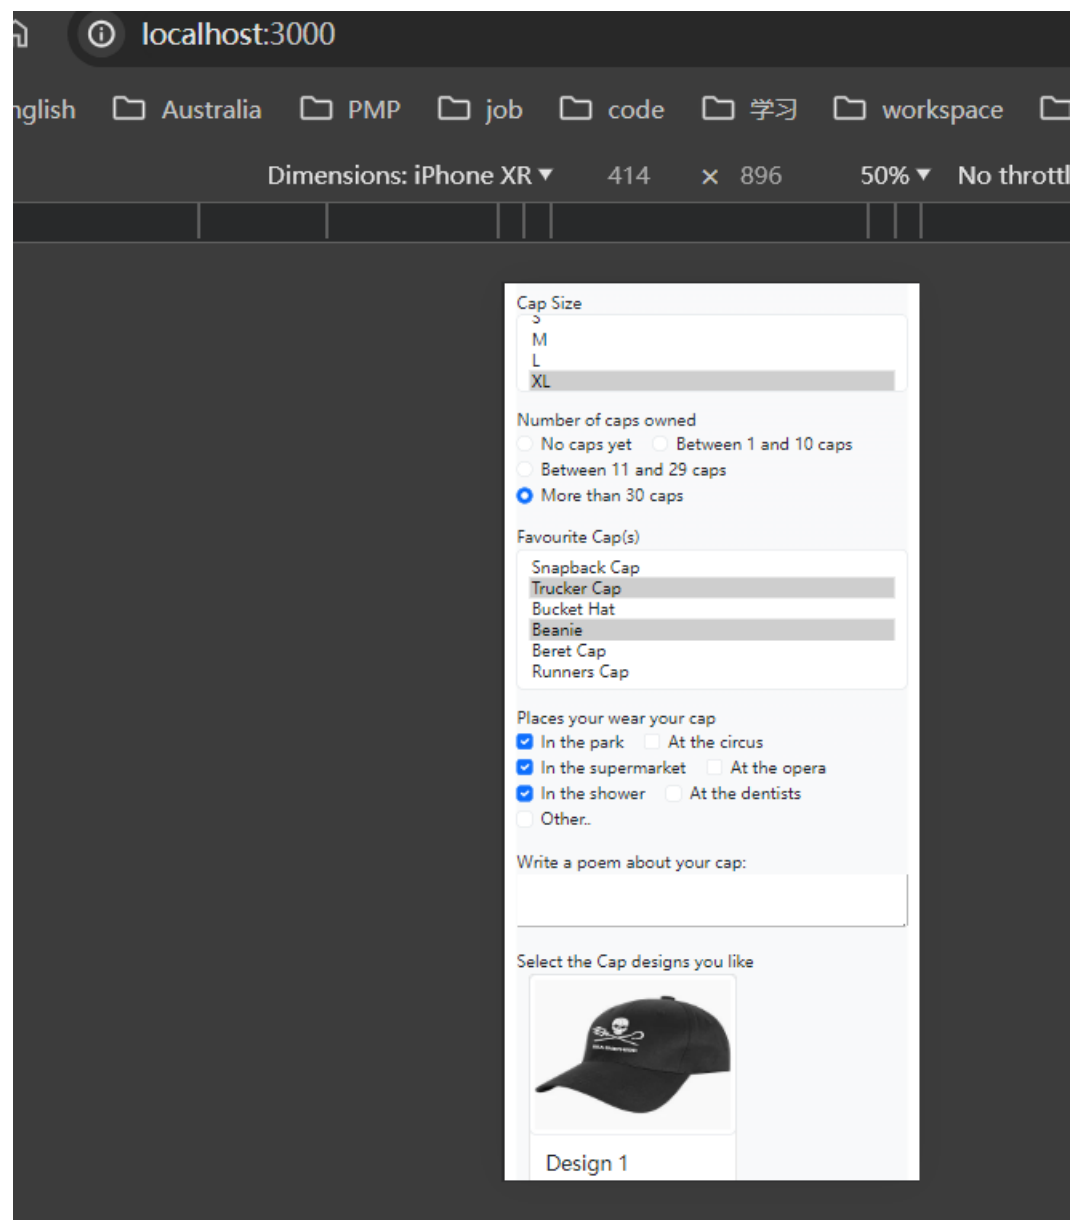 localhost:3000
nglish Australia PMP job code 学习 workspace
Dimensions: iPhone XR ▼ 414 × 896 50% ▼ No throttl
Cap Size
S
M
L
XL
Number of caps owned
No caps yet Between 1 and 10 caps
Between 11 and 29 caps
More than 30 caps
Favourite Cap(s)
Snapback Cap
Trucker Cap
Bucket Hat
Beanie
Beret Cap
Runners Cap
Places your wear your cap
In the park At the circus
In the supermarket At the opera
In the shower At the dentists
Other..
Write a poem about your cap:
Select the Cap designs you like
Design 1